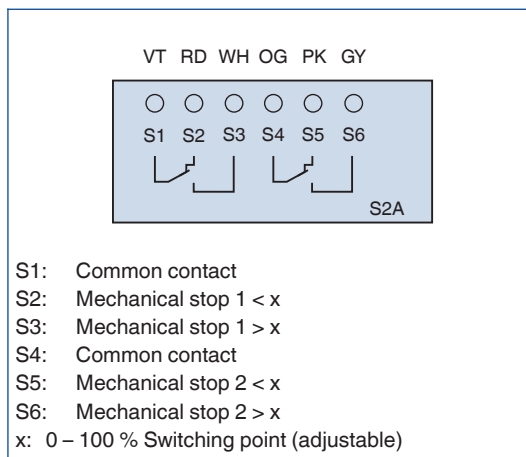 VT RD WH OG PK GY
S1 S2 S3 S4 S5 S6
S2A
S1: Common contact
S2: Mechanical stop 1 < x
S3: Mechanical stop 1 > x
S4: Common contact
S5: Mechanical stop 2 < x
S6: Mechanical stop 2 > x
x: 0 – 100 % Switching point (adjustable)